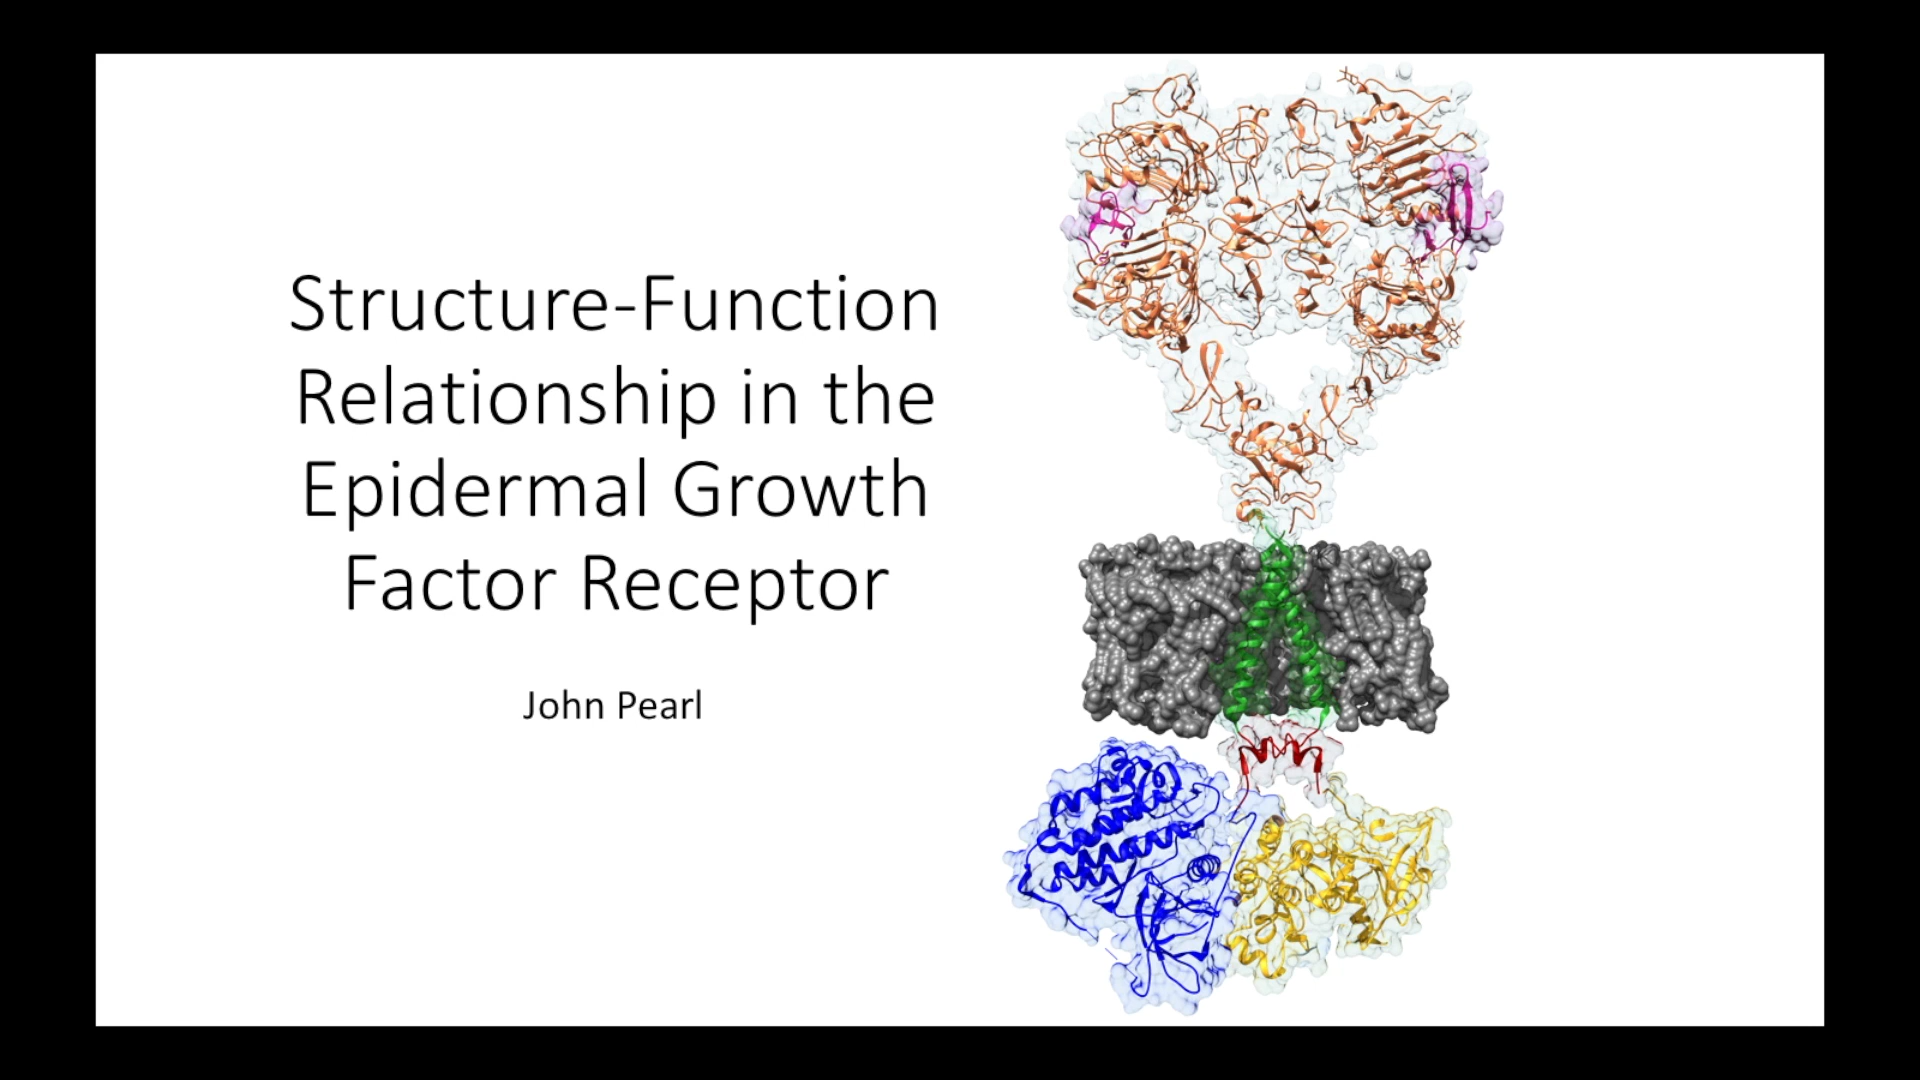 Structure-Function
Relationship in the
Epidermal Growth
Factor Receptor
John Pearl